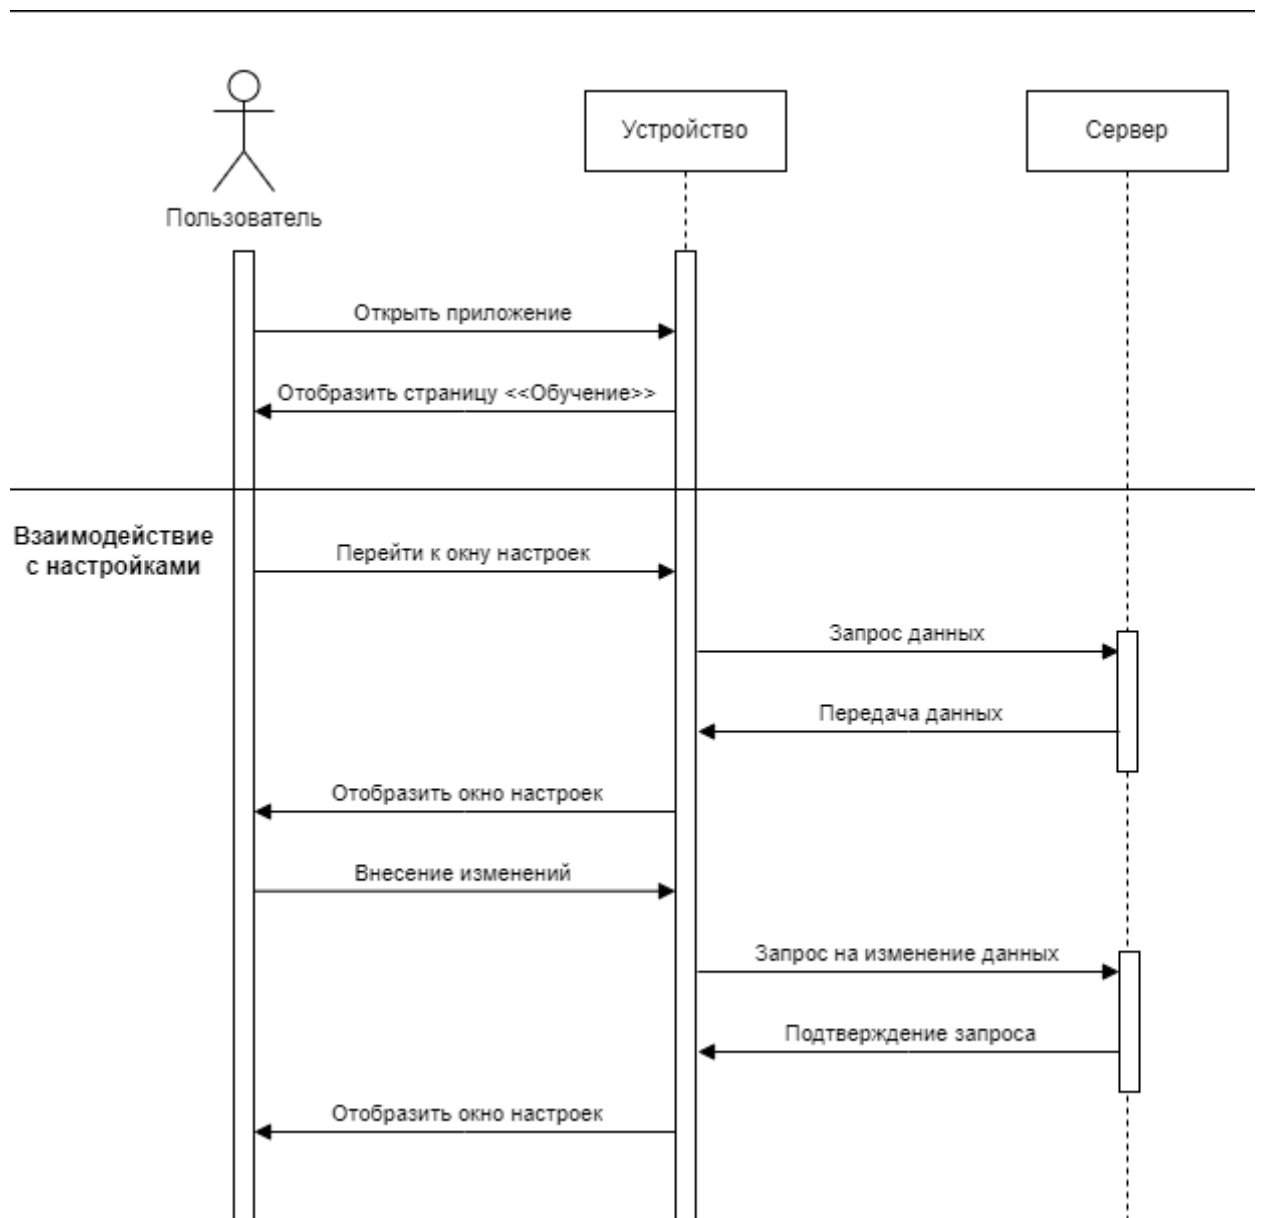 Устройство
Сервер
Пользователь
Открыть приложение
Отобразить страницу <<Обучение>>
Взаимодействие
с настройками
Перейти к окну настроек
Запрос данных
Передача данных
Отобразить окно настроек
Внесение изменений
Запрос на изменение данных
Подтверждение запроса
Отобразить окно настроек